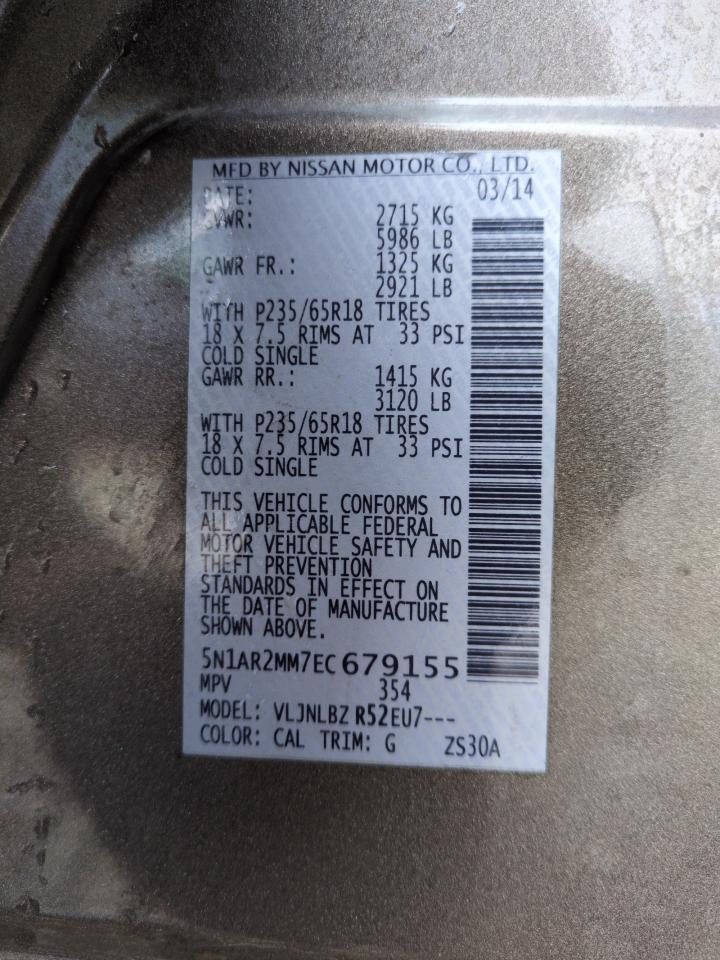 MFD BY NISSAN MOTOR CO., LTD.
DATE: 03/14
GVWR: 2715 KG
5986 LB
GAWR FR.: 1325 KG
2921 LB
WITH P235/65R18 TIRES
18 X 7.5 RIMS AT 33 PSI
COLD SINGLE
GAWR RR.: 1415 KG
3120 LB
WITH P235/65R18 TIRES
18 X 7.5 RIMS AT 33 PSI
COLD SINGLE
THIS VEHICLE CONFORMS TO
ALL APPLICABLE FEDERAL
MOTOR VEHICLE SAFETY AND
THEFT PREVENTION
STANDARDS IN EFFECT ON
THE DATE OF MANUFACTURE
SHOWN ABOVE.
5N1AR2MM7EC679155
MPV 354
MODEL: VLJNLBZ R52EU7---
COLOR: CAL TRIM: G ZS30A